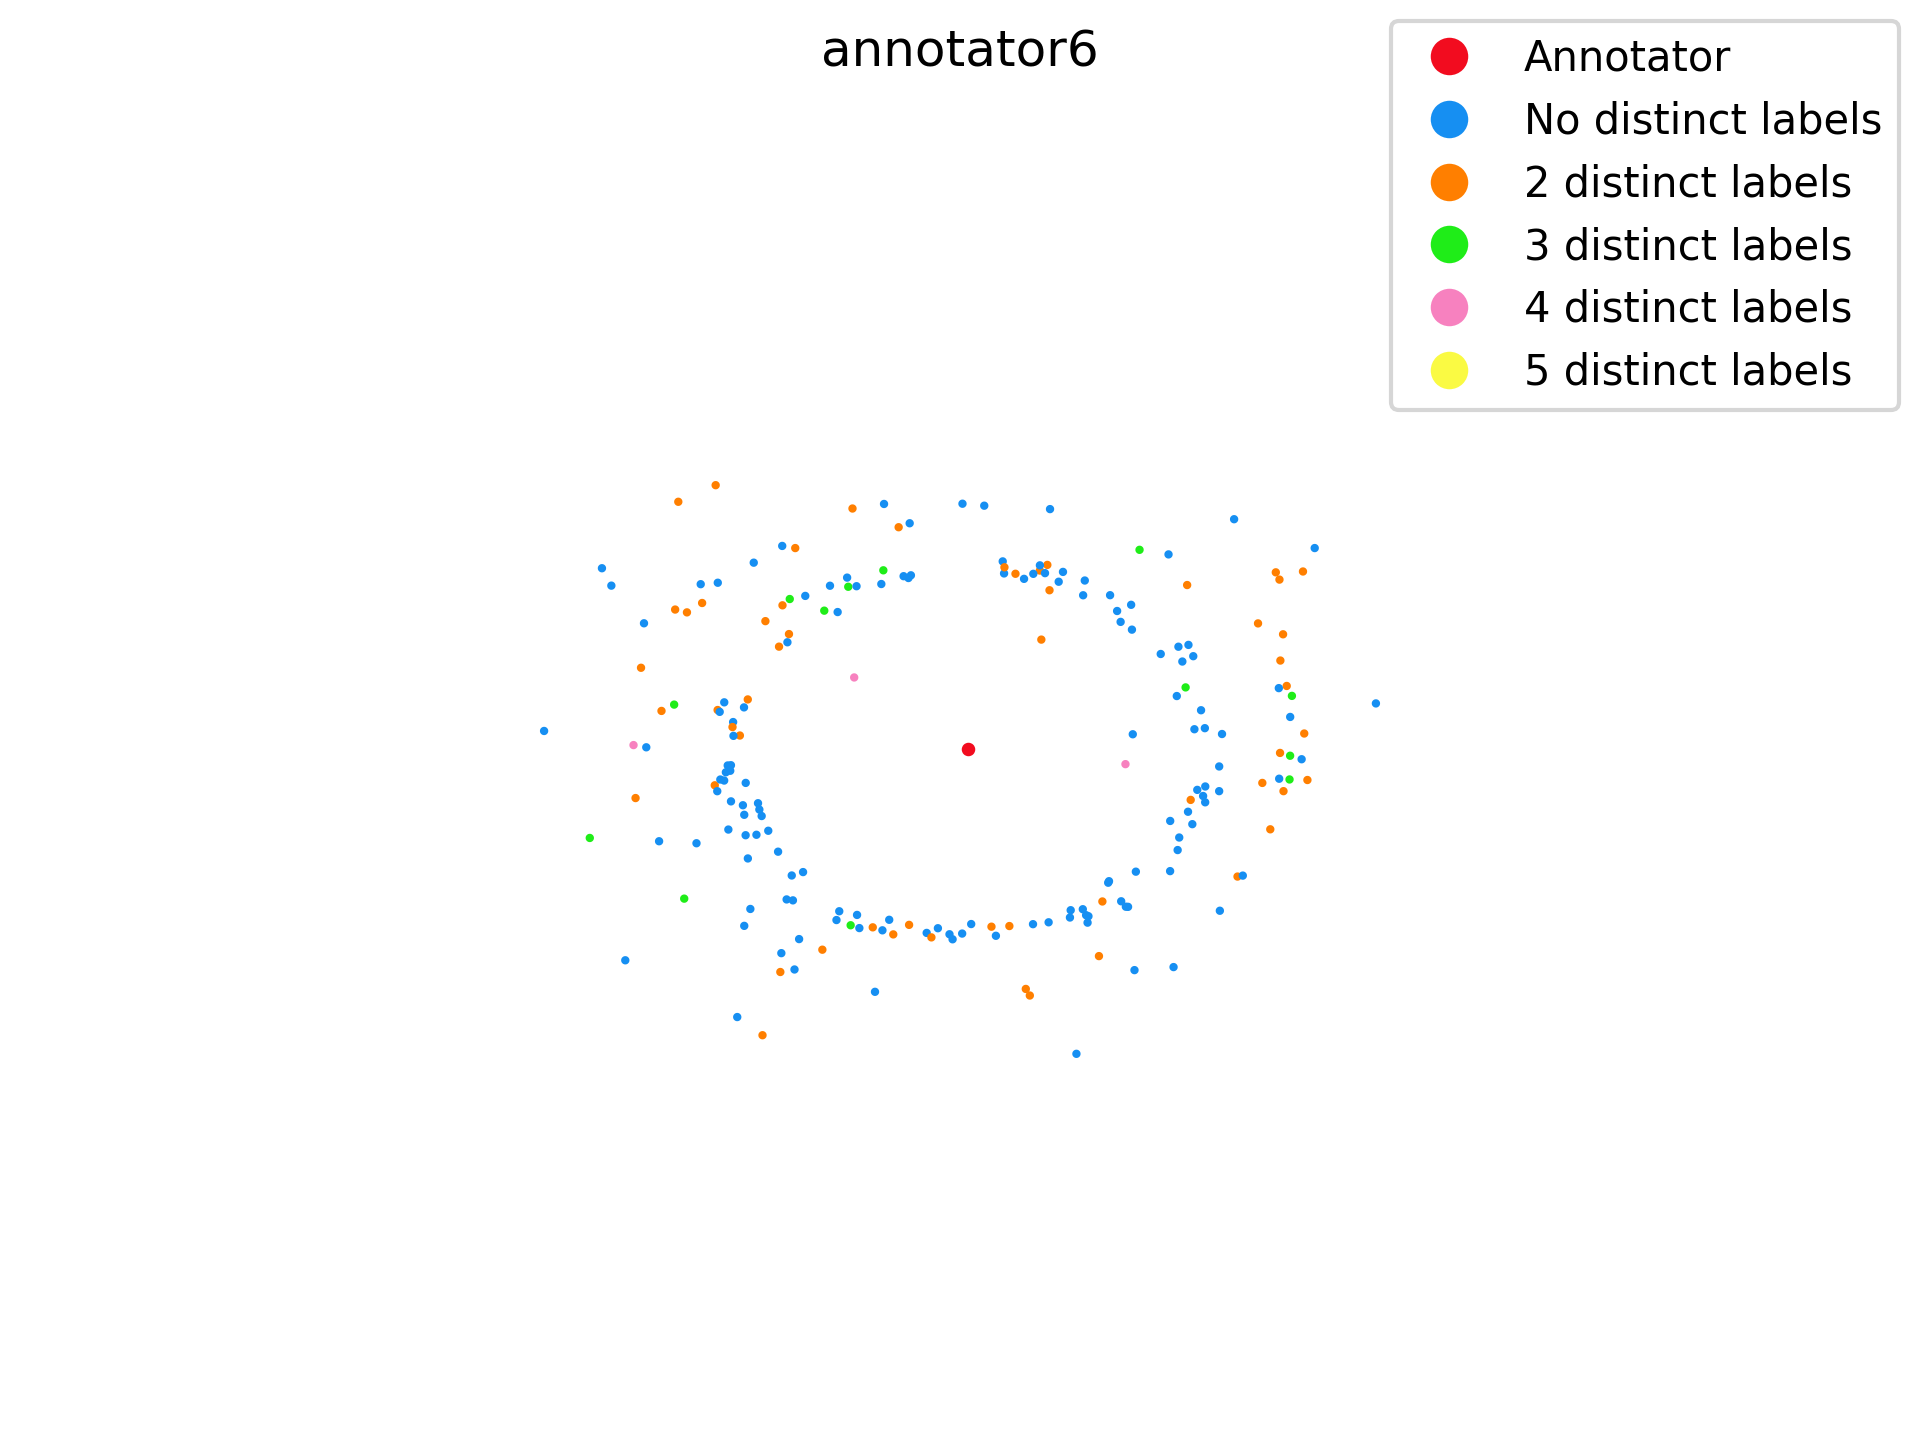 annotator6
Annotator
No distinct labels
2 distinct labels
3 distinct labels
4 distinct labels
5 distinct labels